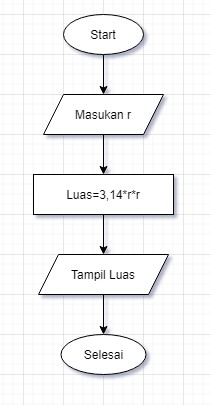 Start
Masukan r
Luas=3,14*r*r
Tampil Luas
Selesai